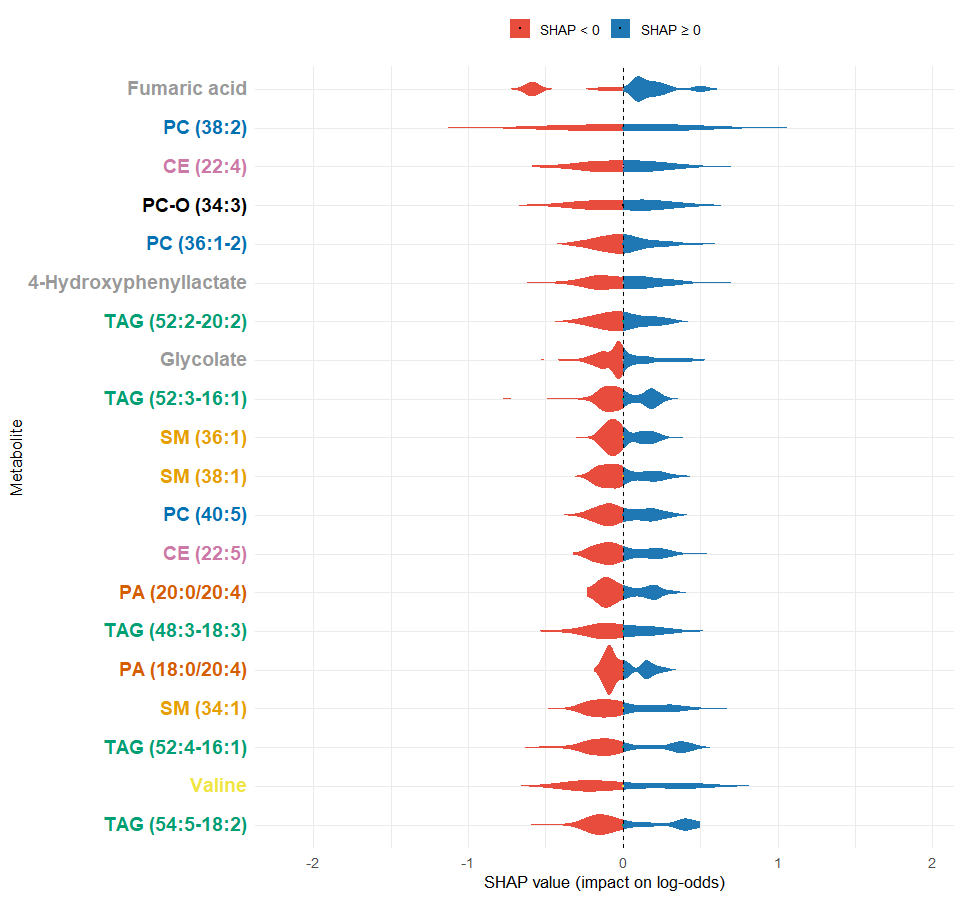 SHAP < 0 SHAP ≥ 0
Fumaric acid
PC (38:2)
CE (22:4)
PC-O (34:3)
PC (36:1-2)
4-Hydroxyphenyllactate
TAG (52:2-20:2)
Glycolate
TAG (52:3-16:1)
SM (36:1)
SM (38:1)
PC (40:5)
CE (22:5)
PA (20:0/20:4)
TAG (48:3-18:3)
PA (18:0/20:4)
SM (34:1)
TAG (52:4-16:1)
Valine
TAG (54:5-18:2)
Metabolite
-2 -1 0 1 2
SHAP value (impact on log-odds)